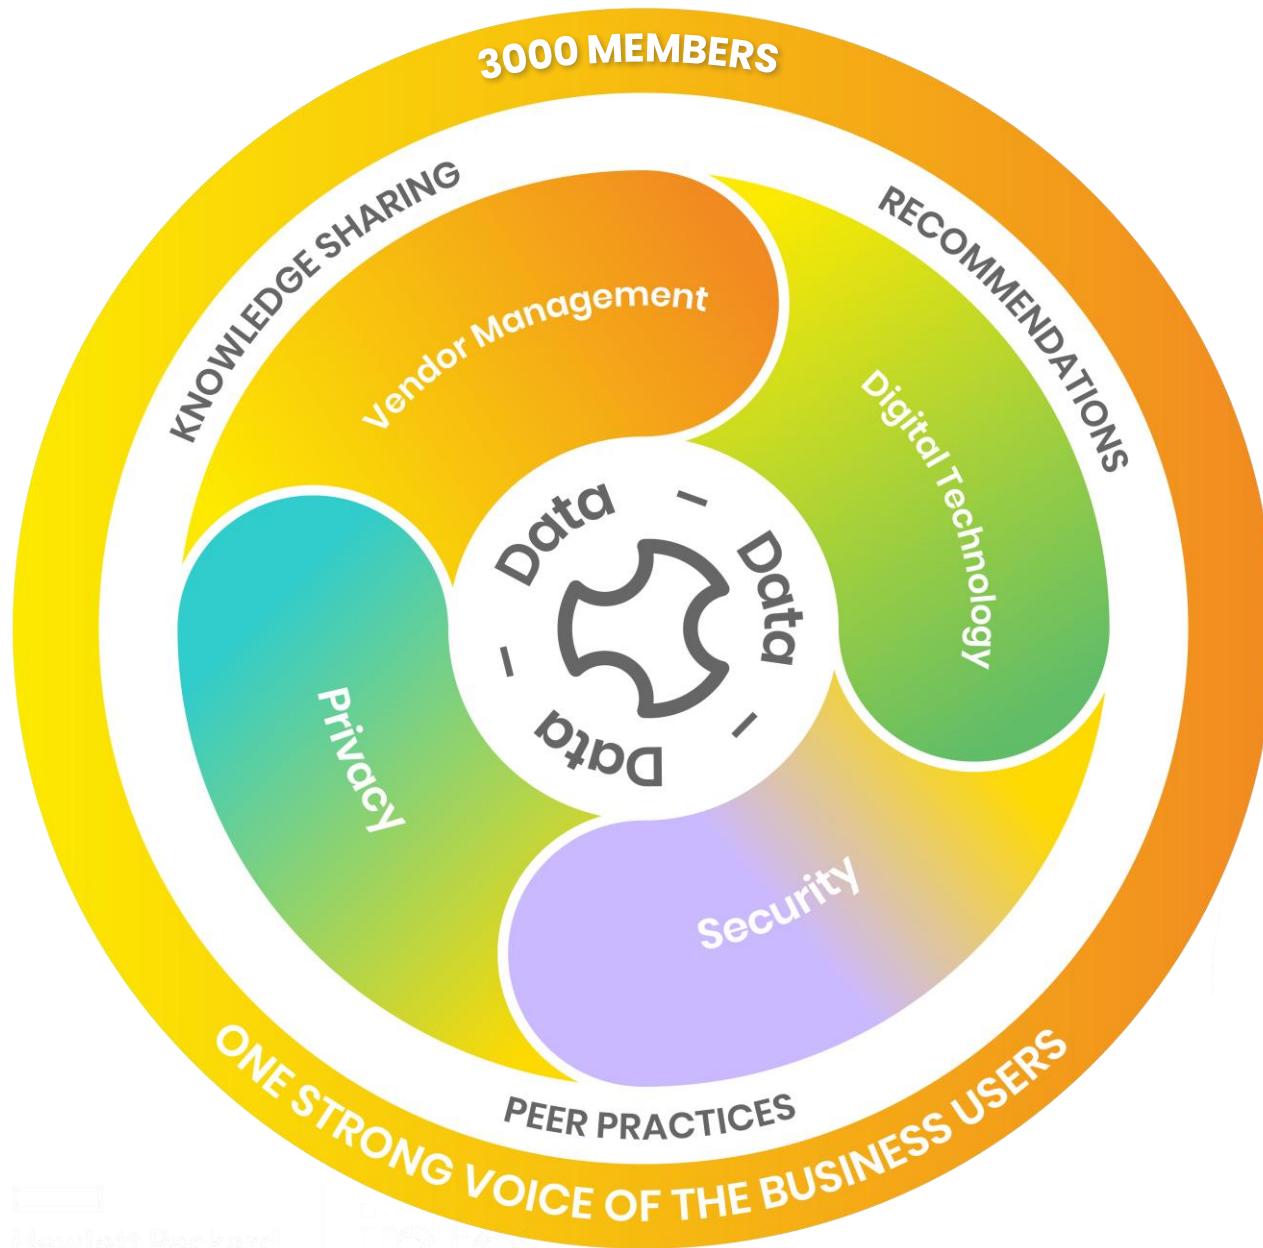 3000 MEMBERS
KNOWLEDGE SHARING
RECOMMENDATIONS
Vendor Management
Digital Technology
Data – Data – Data –
Privacy
Security
PEER PRACTICES
ONE STRONG VOICE OF THE BUSINESS USERS